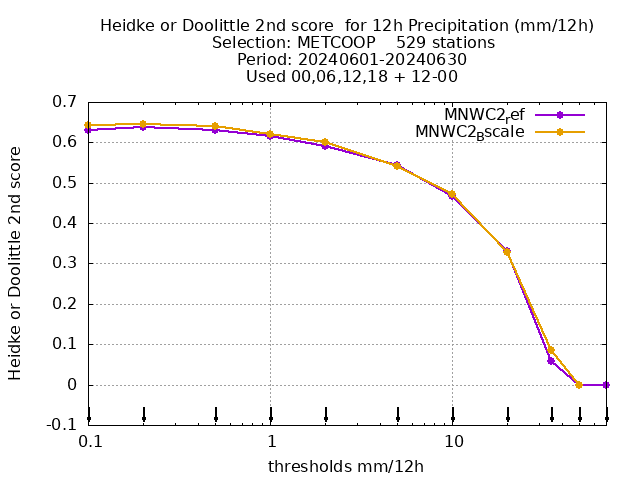 Heidke or Doolittle 2nd score  for 12h Precipitation (mm/12h)
Selection: METCOOP    529 stations
Period: 20240601-20240630
Used 00,06,12,18 + 12-00
MNWC2_ref
MNWC2_Bscale
0.7
0.6
0.5
0.4
0.3
0.2
0.1
0
-0.1
Heidke or Doolittle 2nd score
0.1 1 10
thresholds mm/12h